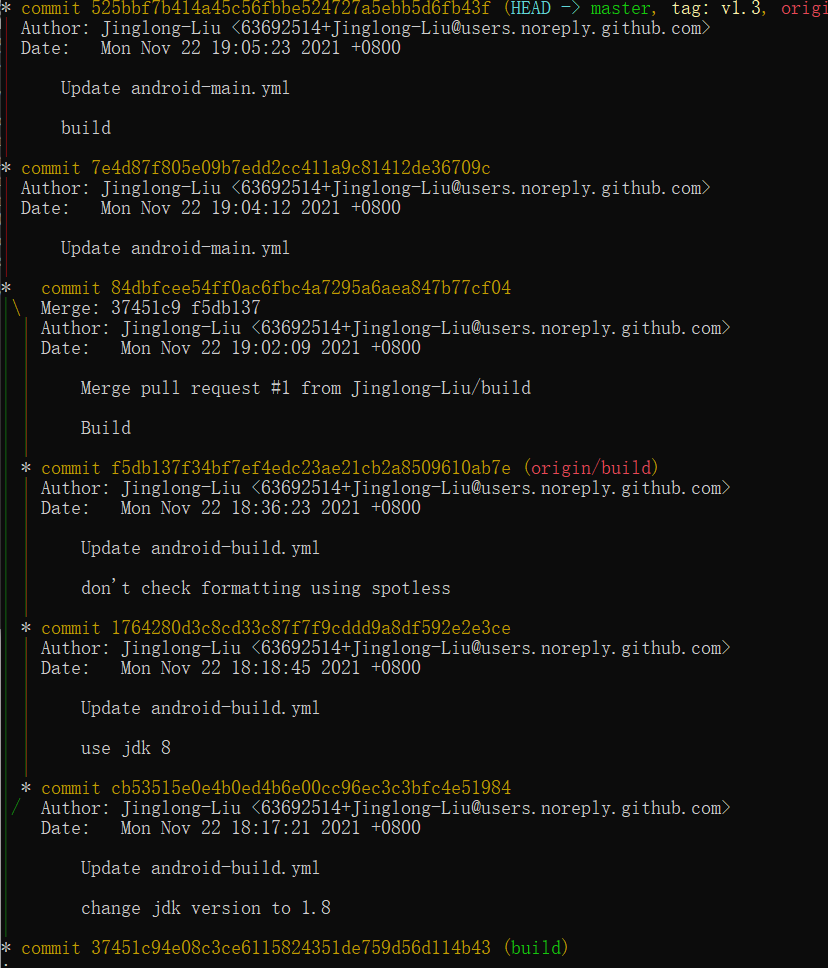 * commit 525bbf7b414a45c56fbbe524727a5ebb5d6fb43f (HEAD -> master, tag: v1.3, origi
Author: Jinglong-Liu <63692514+Jinglong-Liu@users.noreply.github.com>
Date:   Mon Nov 22 19:05:23 2021 +0800
Update android-main.yml
build
* commit 7e4d87f805e09b7edd2cc411a9c81412de36709c
Author: Jinglong-Liu <63692514+Jinglong-Liu@users.noreply.github.com>
Date:   Mon Nov 22 19:04:12 2021 +0800
Update android-main.yml
*   commit 84dbfcee54ff0ac6fbc4a7295a6aea847b77cf04
\  Merge: 37451c9 f5db137
Author: Jinglong-Liu <63692514+Jinglong-Liu@users.noreply.github.com>
Date:   Mon Nov 22 19:02:09 2021 +0800
Merge pull request #1 from Jinglong-Liu/build
Build
* commit f5db137f34bf7ef4edc23ae21cb2a8509610ab7e (origin/build)
Author: Jinglong-Liu <63692514+Jinglong-Liu@users.noreply.github.com>
Date:   Mon Nov 22 18:36:23 2021 +0800
Update android-build.yml
don't check formatting using spotless
* commit 1764280d3c8cd33c87f7f9cddd9a8df592e2e3ce
Author: Jinglong-Liu <63692514+Jinglong-Liu@users.noreply.github.com>
Date:   Mon Nov 22 18:18:45 2021 +0800
Update android-build.yml
use jdk 8
* commit cb53515e0e4b0ed4b6e00cc96ec3c3bfc4e51984
/  Author: Jinglong-Liu <63692514+Jinglong-Liu@users.noreply.github.com>
Date:   Mon Nov 22 18:17:21 2021 +0800
Update android-build.yml
change jdk version to 1.8
* commit 37451c94e08c3ce6115824351de759d56d114b43 (build)